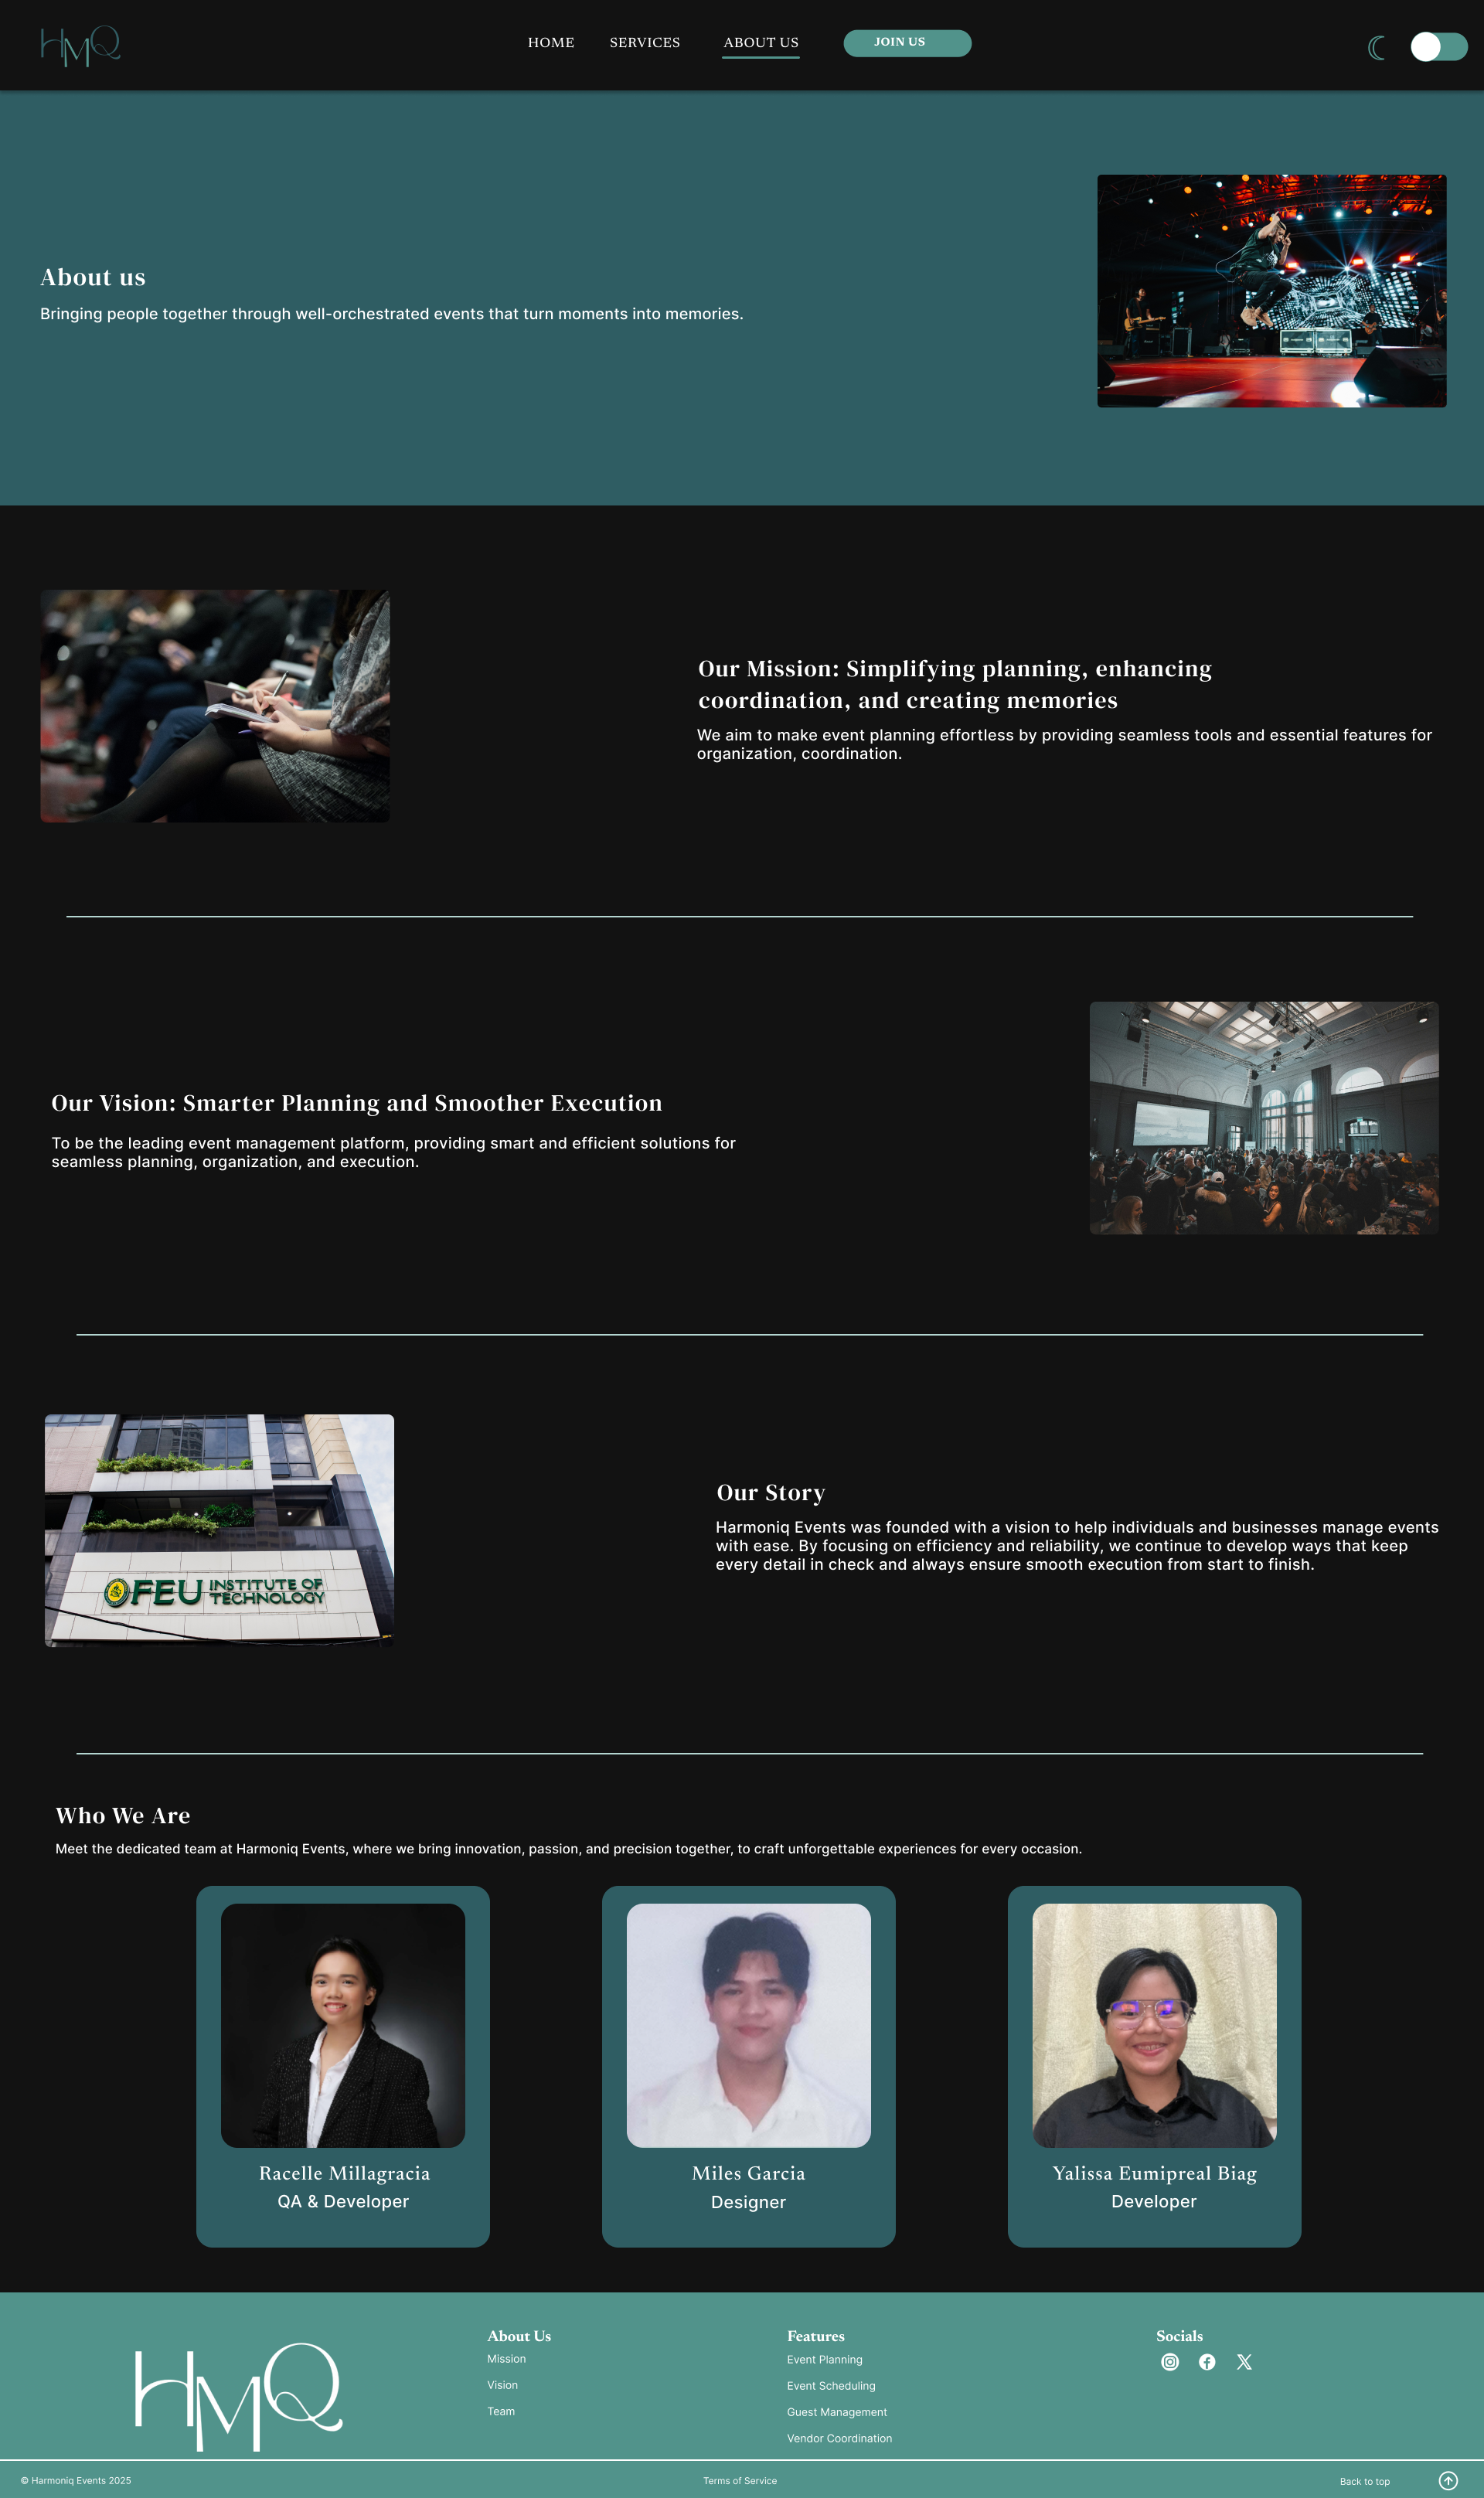 HMQ
HOME
SERVICES
ABOUT US
JOIN US
About us
Bringing people together through well-orchestrated events that turn moments into memories.
Our Mission: Simplifying planning, enhancing
coordination, and creating memories
We aim to make event planning effortless by providing seamless tools and essential features for
organization, coordination.
Our Vision: Smarter Planning and Smoother Execution
To be the leading event management platform, providing smart and efficient solutions for
seamless planning, organization, and execution.
FEU INSTITUTE OF
TECHNOLOGY
Our Story
Harmoniq Events was founded with a vision to help individuals and businesses manage events
with ease. By focusing on efficiency and reliability, we continue to develop ways that keep
every detail in check and always ensure smooth execution from start to finish.
Who We Are
Meet the dedicated team at Harmoniq Events, where we bring innovation, passion, and precision together, to craft unforgettable experiences for every occasion.
Racelle Millagracia
QA & Developer
Miles Garcia
Designer
Yalissa Eumipreal Biag
Developer
HMQ
About Us
Mission
Vision
Team
Features
Event Planning
Event Scheduling
Guest Management
Vendor Coordination
Socials
© Harmoniq Events 2025
Terms of Service
Back to top